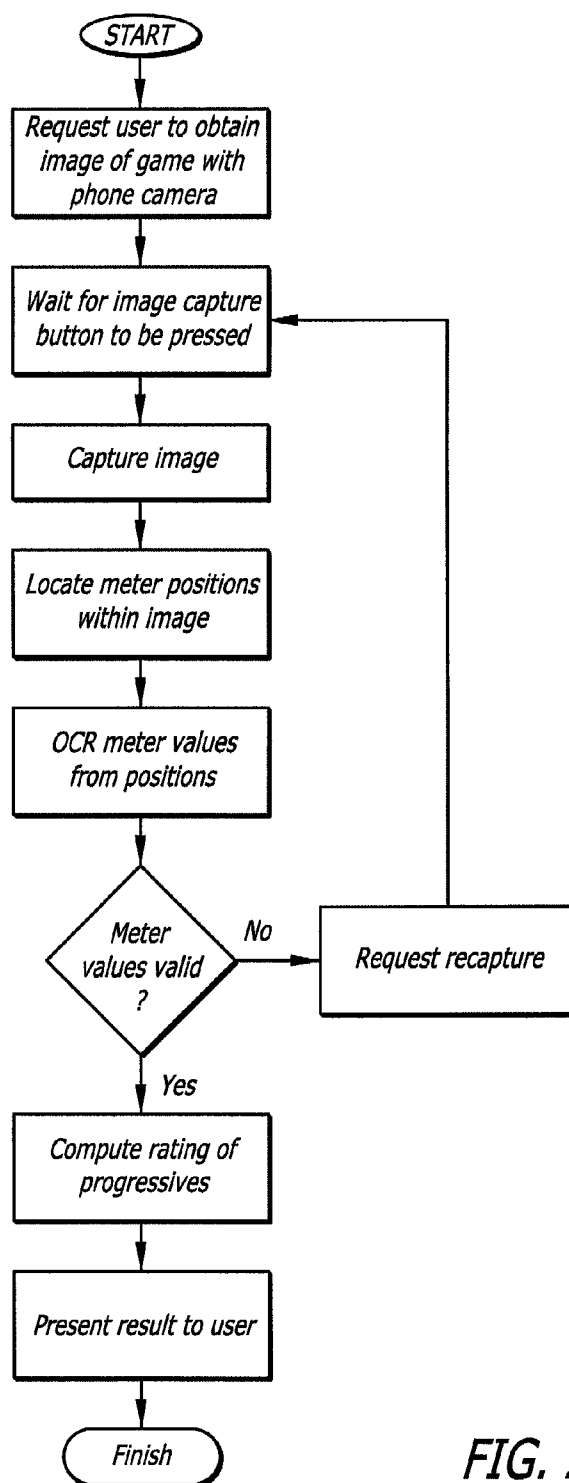 START
Request user to obtain
image of game with
phone camera
Wait for image capture
button to be pressed
Capture image
Locate meter positions
within image
OCR meter values
from positions
Meter
values valid
?
No
Request recapture
Yes
Compute rating of
progressives
Present result to user
Finish
FIG.